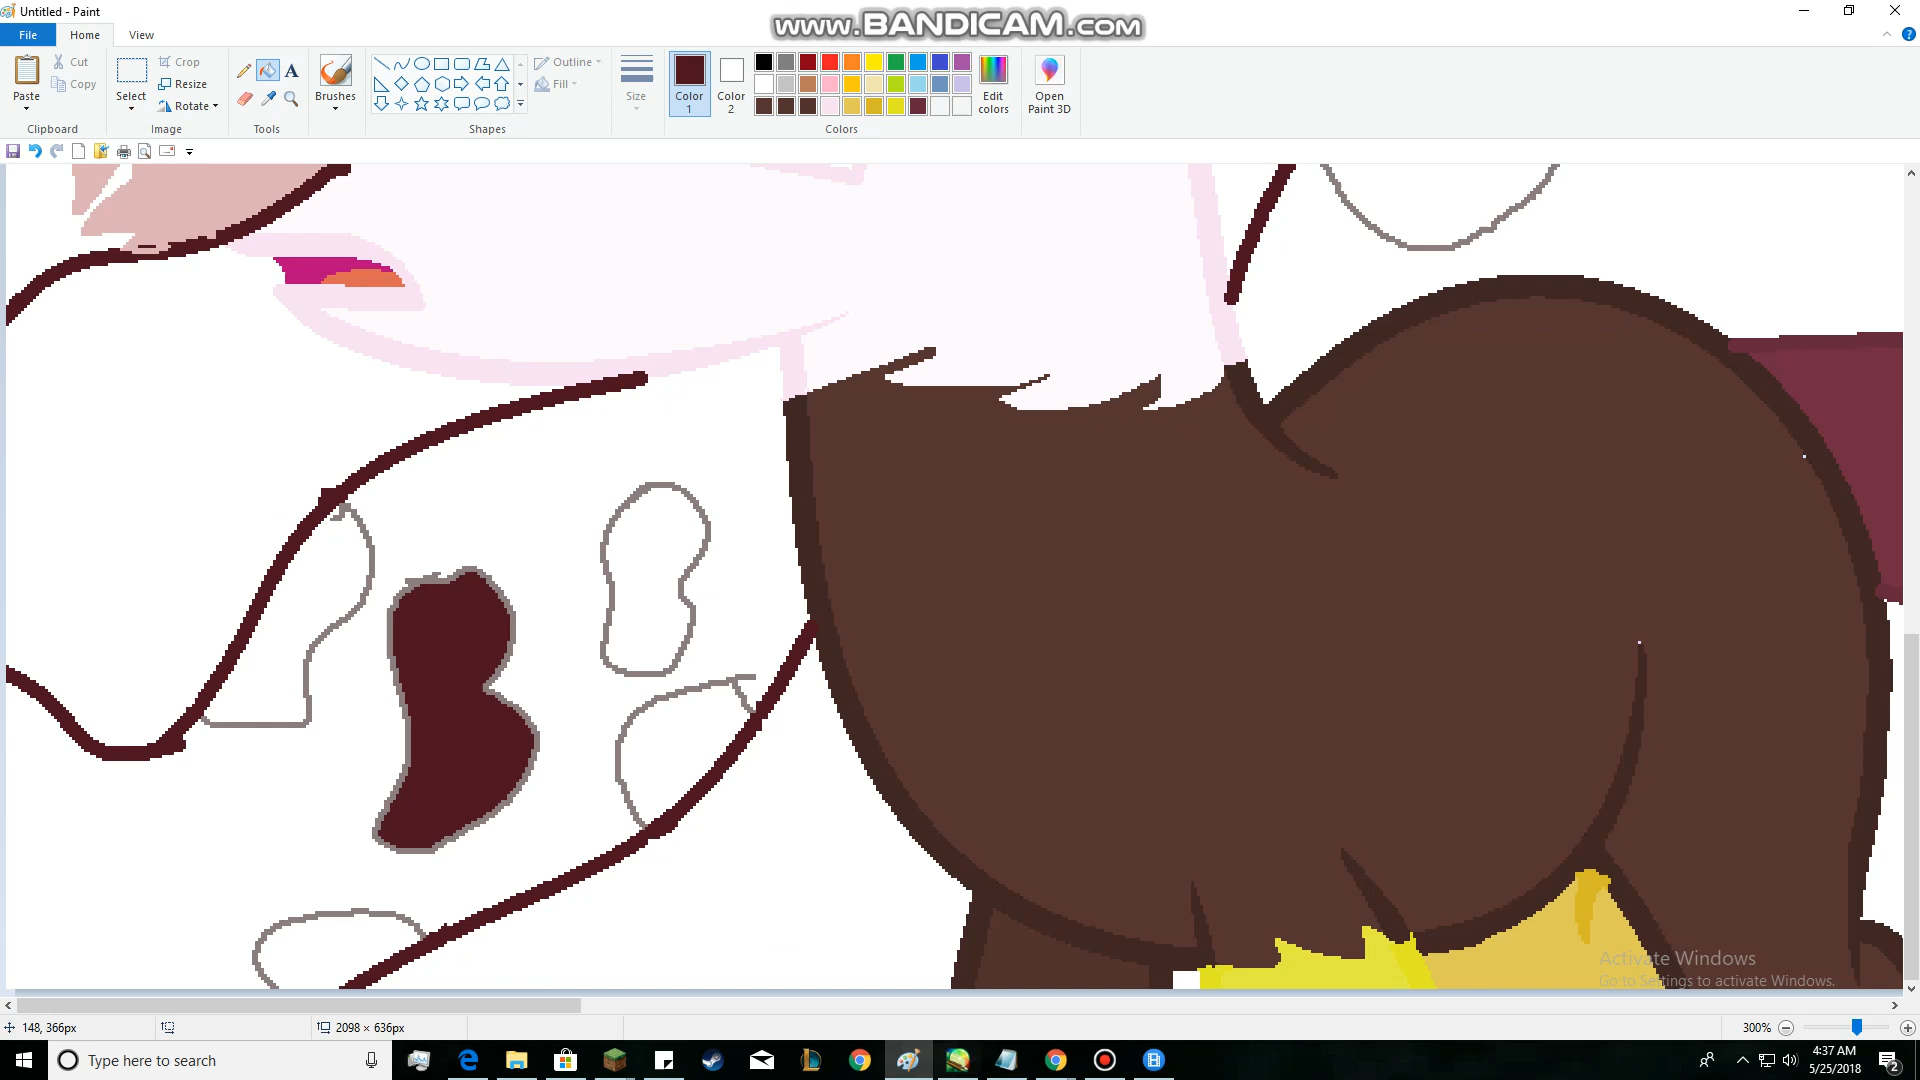 Untitled - Paint
www.BANDICAM.com
File
Home
View
Paste
Cut
Copy
Clipboard
Select
Crop
Resize
Rotate
Image
A
Tools
Brushes
Outline
Fill
Shapes
Size
Color
1
Color
2
Edit
colors
Colors
Open
Paint 3D
Activate Windows
Go to Settings to activate Windows.
148, 366px
2098 × 636px
300%
Type here to search
4:37 AM
5/25/2018
2